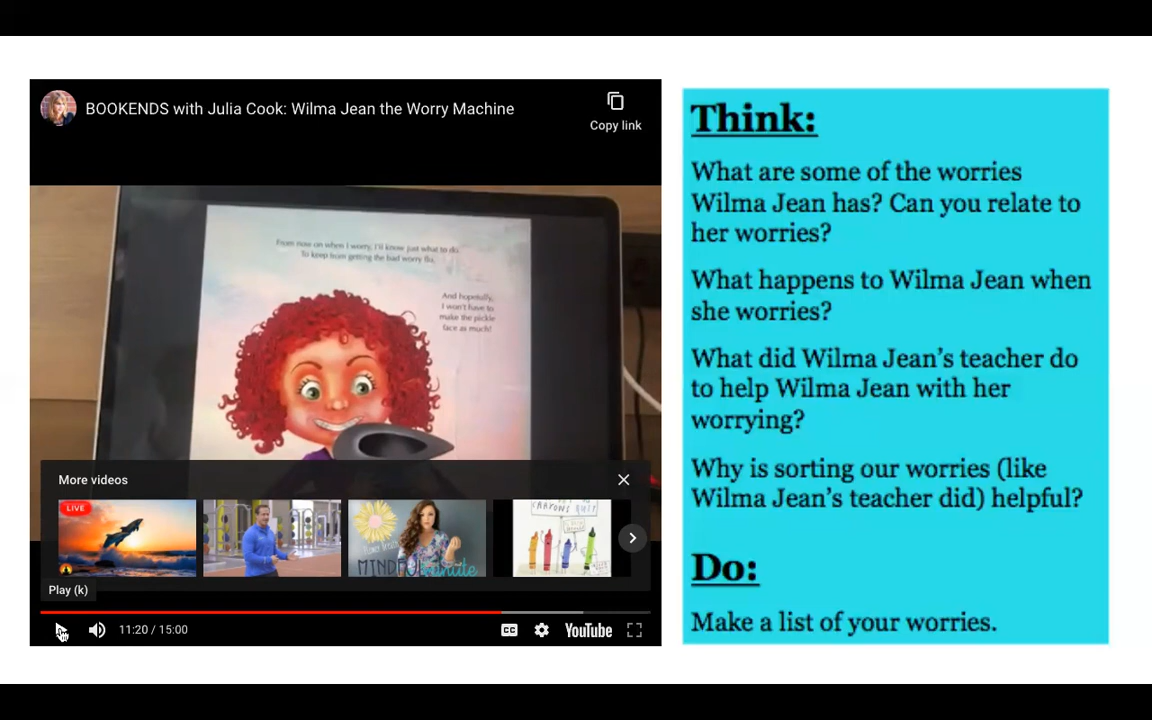 BOOKENDS with Julia Cook: Wilma Jean the Worry Machine
Copy link
From now on when I worry, I'll know just what to do
To keep from getting the bad worry flu.
And hopefully,
I won't have to
make the pickle
face as much!
More videos
LIVE
CRAYONS QUIT
MINDFUL
minute
Play (k)
11:20 / 15:00
CC
YouTube
Think:
What are some of the worries
Wilma Jean has? Can you relate to
her worries?
What happens to Wilma Jean when
she worries?
What did Wilma Jean’s teacher do
to help Wilma Jean with her
worrying?
Why is sorting our worries (like
Wilma Jean’s teacher did) helpful?
Do:
Make a list of your worries.